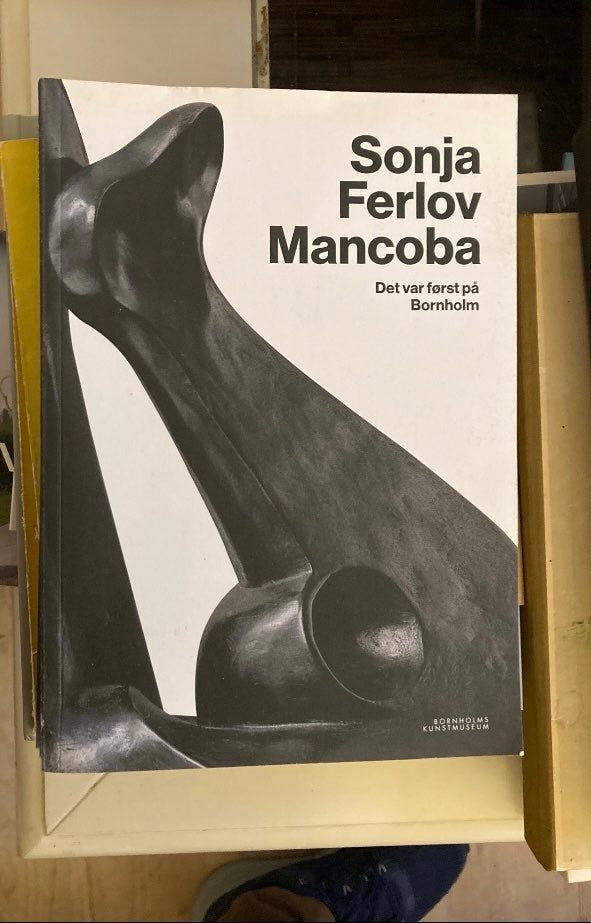 Sonja
Ferlov
Mancoba
Det var først på
Bornholm
BORNHOLMS
KUNSTMUSEUM